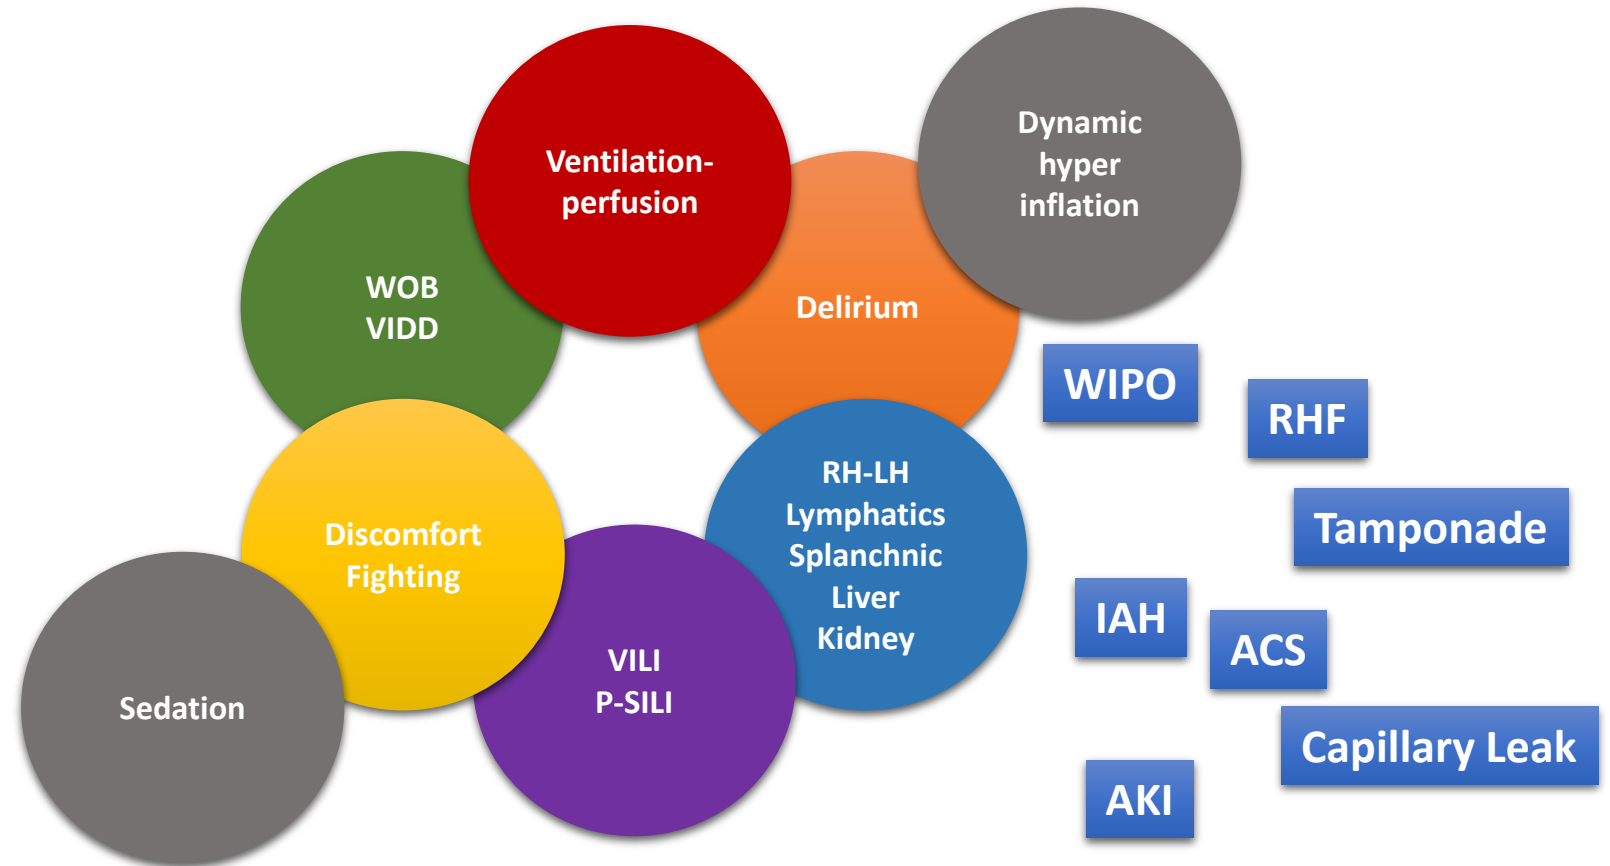 Ventilation-
perfusion
Dynamic
hyper
inflation
WOB
VIDD
Delirium
WIPO
RHF
RH-LH
Lymphatics
Splanchnic
Liver
Kidney
Tamponade
Discomfort
Fighting
IAH
ACS
VILI
P-SILI
Sedation
Capillary Leak
AKI